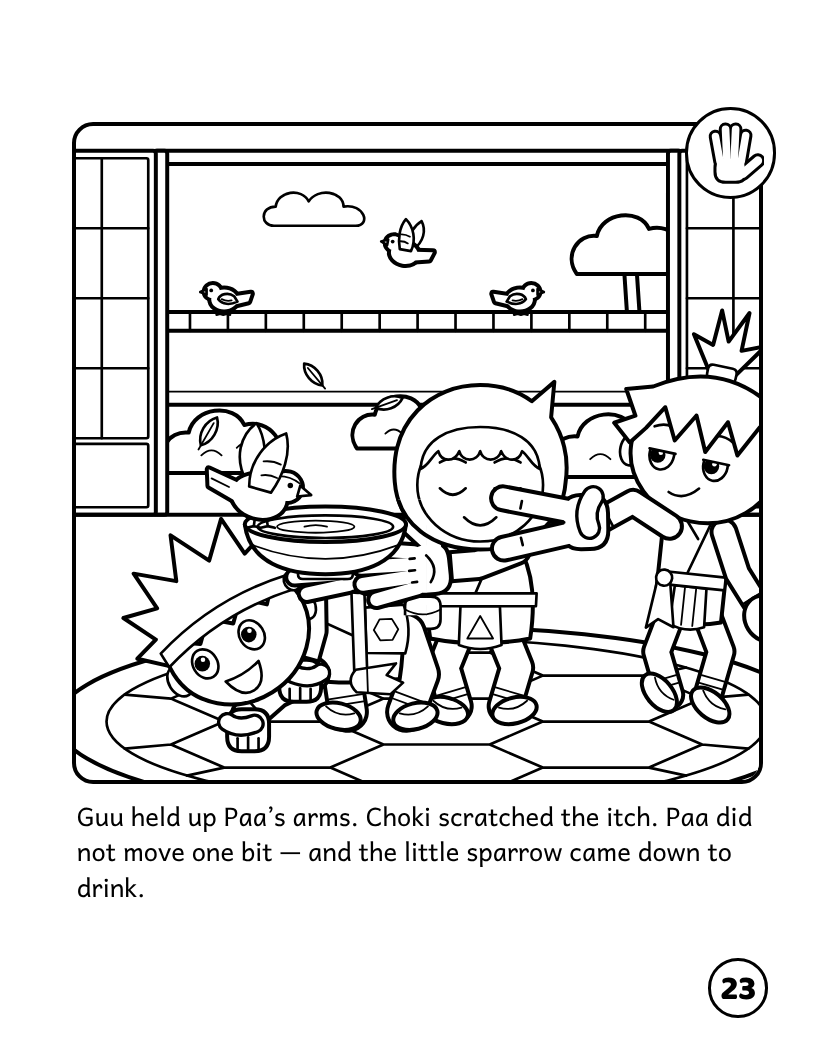 Guu held up Paa’s arms. Choki scratched the itch. Paa did
not move one bit — and the little sparrow came down to
drink.
23